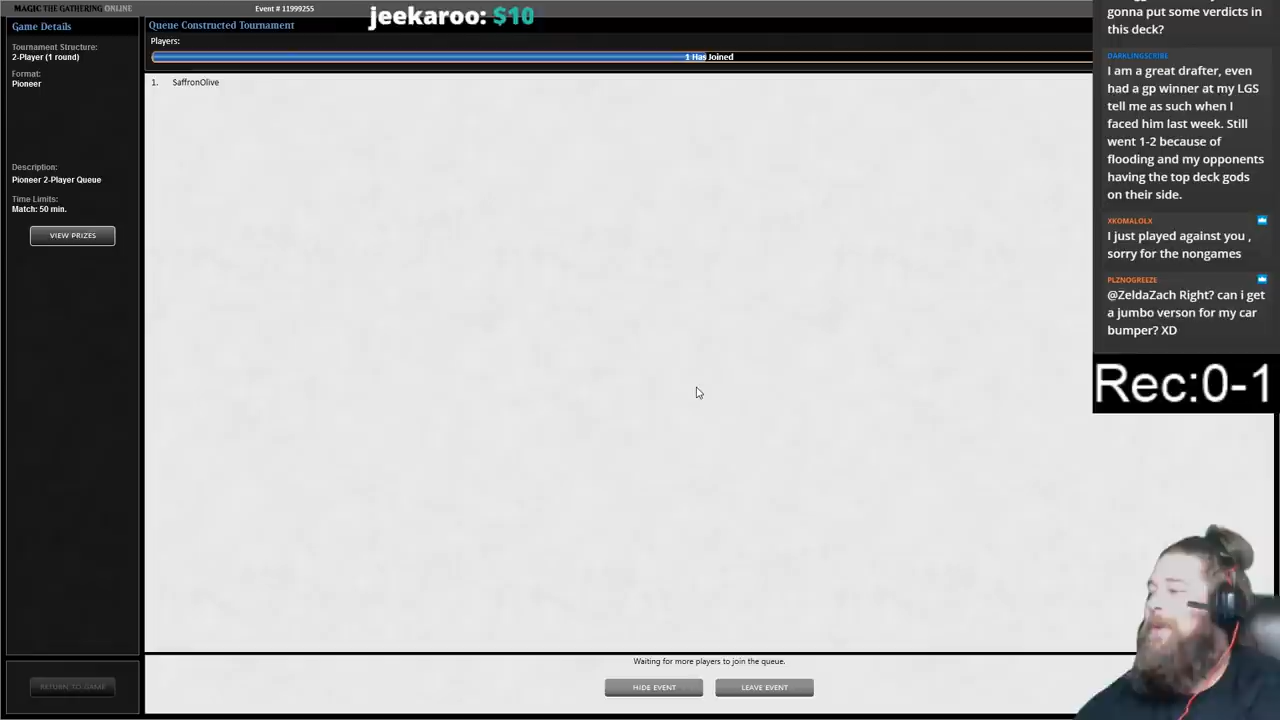 MAGIC THE GATHERING ONLINE
Event # 11999255
jeekaroo: $10
Game Details
Tournament Structure:
2-Player (1 round)
Format:
Pioneer
Description:
Pioneer 2-Player Queue
Time Limits:
Match: 50 min.
VIEW PRIZES
RETURN TO GAME
Queue Constructed Tournament
Players:
1 Has Joined
1. SaffronOlive
Waiting for more players to join the queue.
HIDE EVENT
LEAVE EVENT
gonna put some verdicts in
this deck?
DARKLINGSCRIBE
I am a great drafter, even
had a gp winner at my LGS
tell me as such when I
faced him last week. Still
went 1-2 because of
flooding and my opponents
having the top deck gods
on their side.
XKOMALOLX
I just played against you ,
sorry for the nongames
PLZNOGREEZE
@ZeldaZach Right? can i get
a jumbo verson for my car
bumper? XD
Rec:0-1